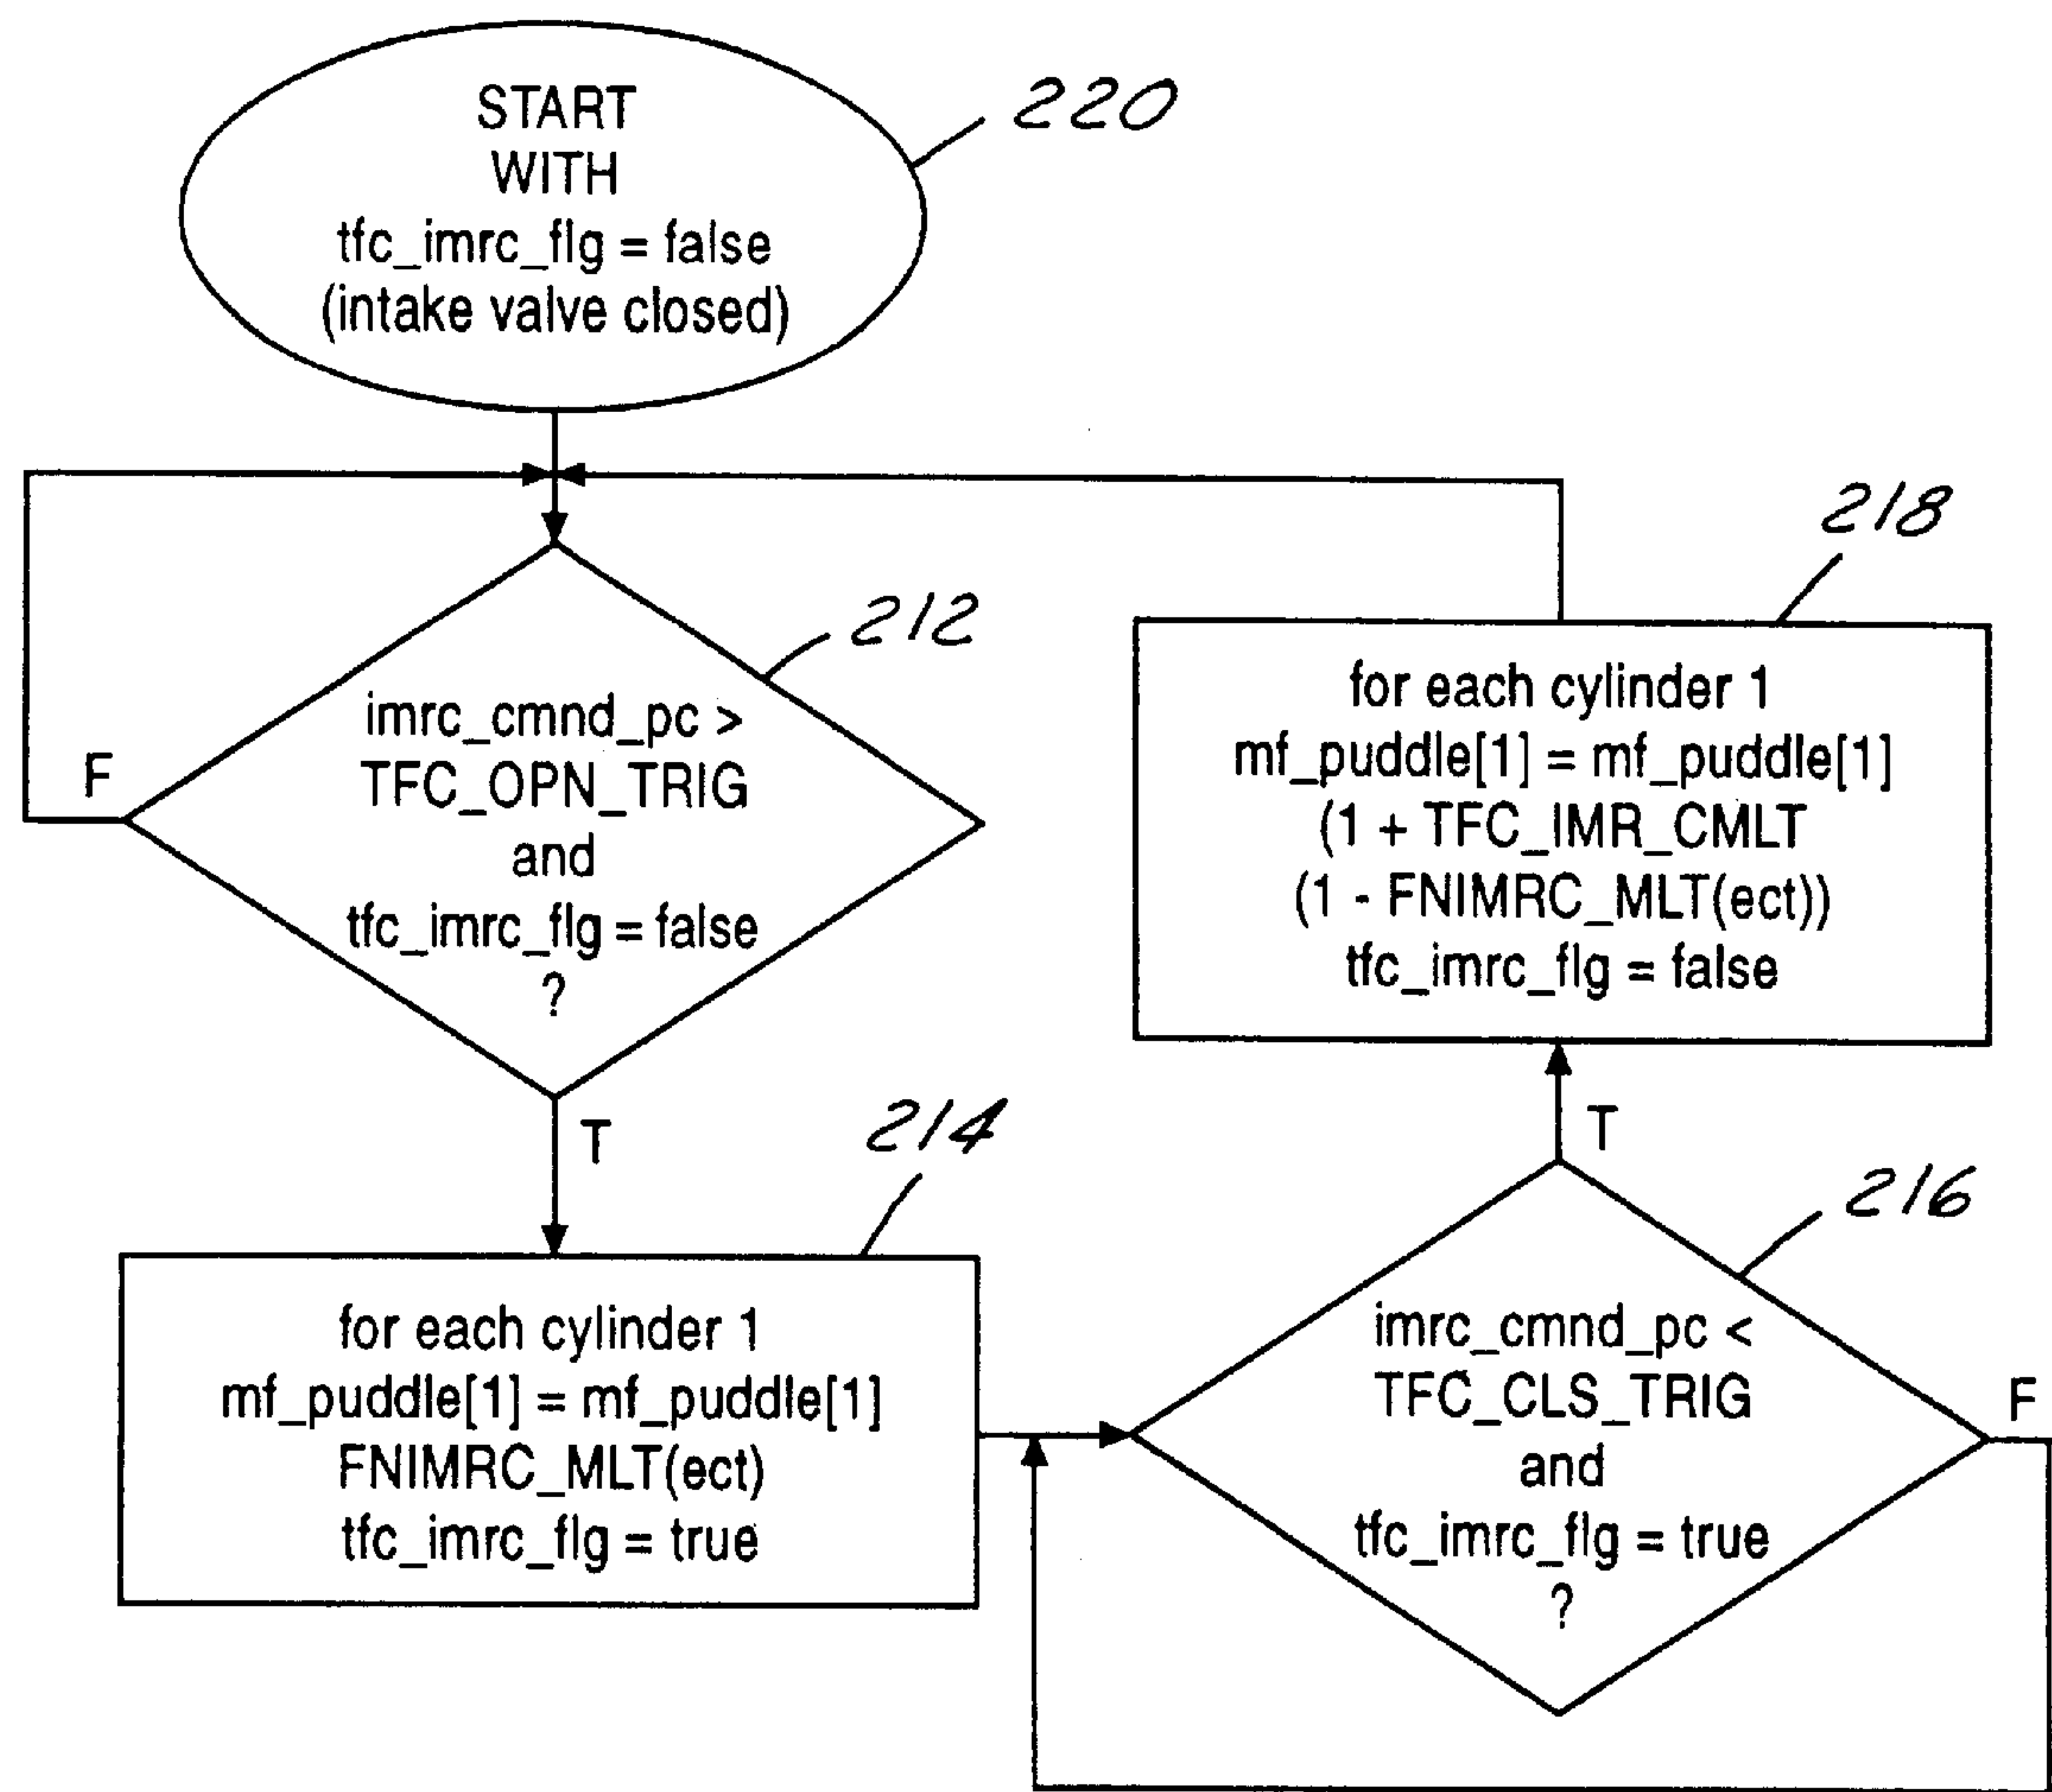 START
WITH
tfc_imrc_flg = false
(intake valve closed)
220
212
imrc_cmnd_pc >
TFC_OPN_TRIG
and
tfc_imrc_flg = false
?
F
T
214
for each cylinder 1
mf_puddle[1] = mf_puddle[1]
FNIMRC_MLT(ect)
tfc_imrc_flg = true
216
imrc_cmnd_pc <
TFC_CLS_TRIG
and
tfc_imrc_flg = true
?
F
T
218
for each cylinder 1
mf_puddle[1] = mf_puddle[1]
(1 + TFC_IMR_CMLT
(1 - FNIMRC_MLT(ect))
tfc_imrc_flg = false